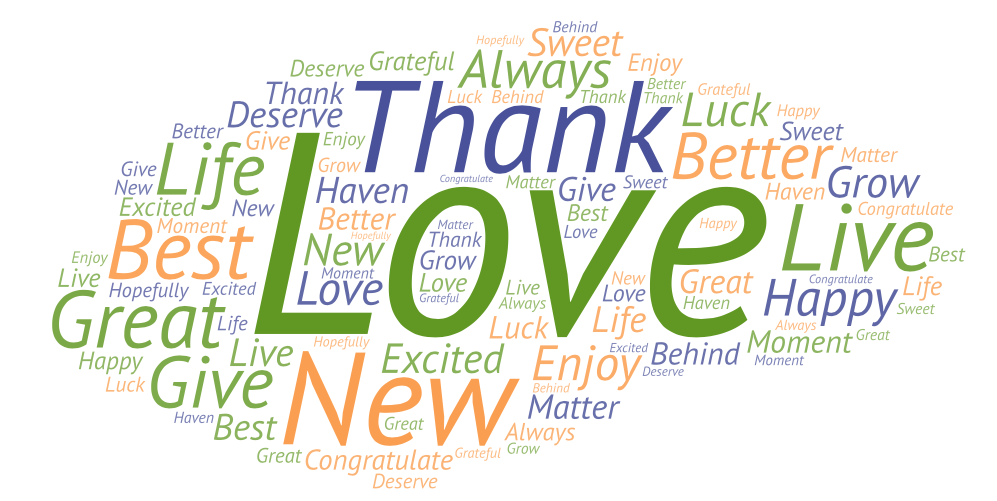 Behind
Hopefully
Sweet
Grateful
Always
Enjoy
Deserve
Thank
Better
Grateful
Thank
Luck
Behind
Thank
Thank
Luck
Happy
Deserve
Better
Give
Enjoy
Sweet
Life
Love
Better
Matter
Give
Grow
Congratulate
Matter
Give
Sweet
Haven
Grow
New
Haven
Excited
New
Better
Best
Congratulate
Moment
Matter
Love
Happy
Live
Best
Hopefully
New
Thank
Best
Enjoy
Grow
Live
Moment
Love
Love
Live
New
Great
Congratulate
Life
Hopefully
Excited
Grateful
Always
Love
Haven
Happy
Sweet
Great
Life
Luck
Life
Always
Great
Hopefully
Moment
Happy
Live
Excited
Enjoy
Excited
Behind
Moment
Luck
Give
New
Deserve
Behind
Haven
Best
Great
Matter
Always
Great
Congratulate
Grateful
Grow
Deserve